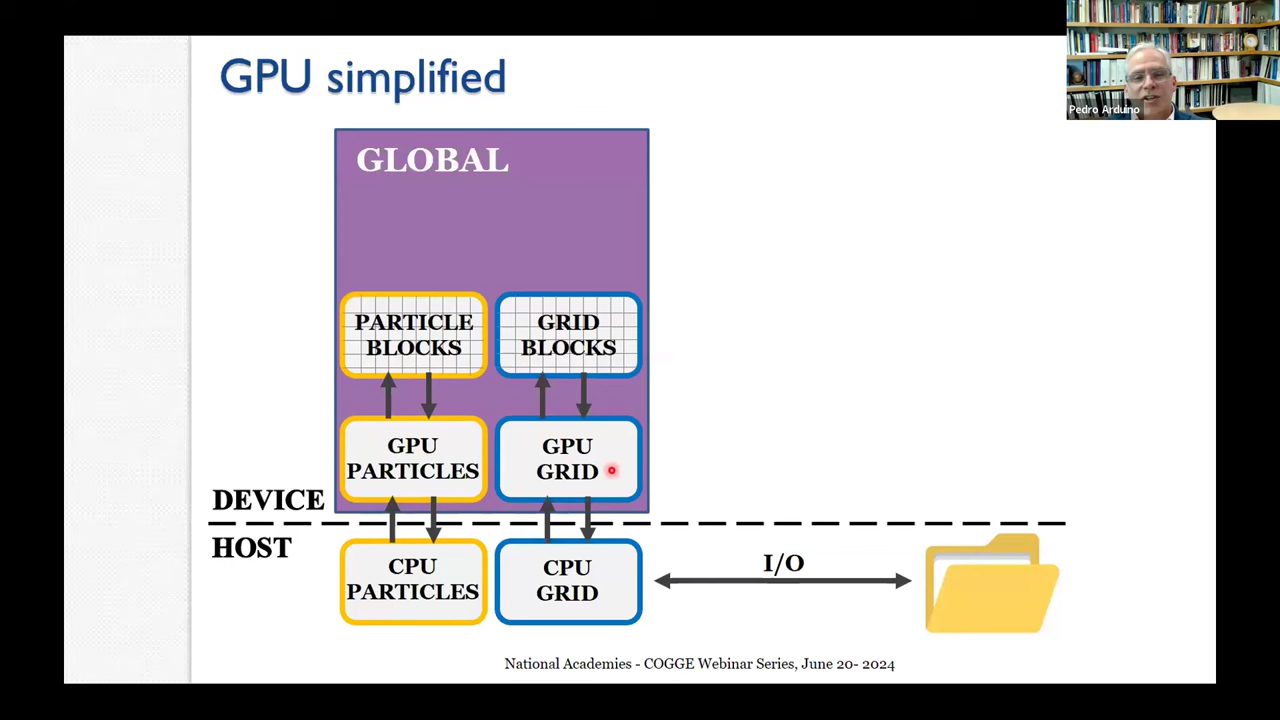 GPU simplified
Pedro Arduino
GLOBAL
PARTICLE
BLOCKS
GRID
BLOCKS
GPU
PARTICLES
GPU
GRID
DEVICE
HOST
CPU
PARTICLES
CPU
GRID
I/O
National Academies - COGGE Webinar Series, June 20- 2024